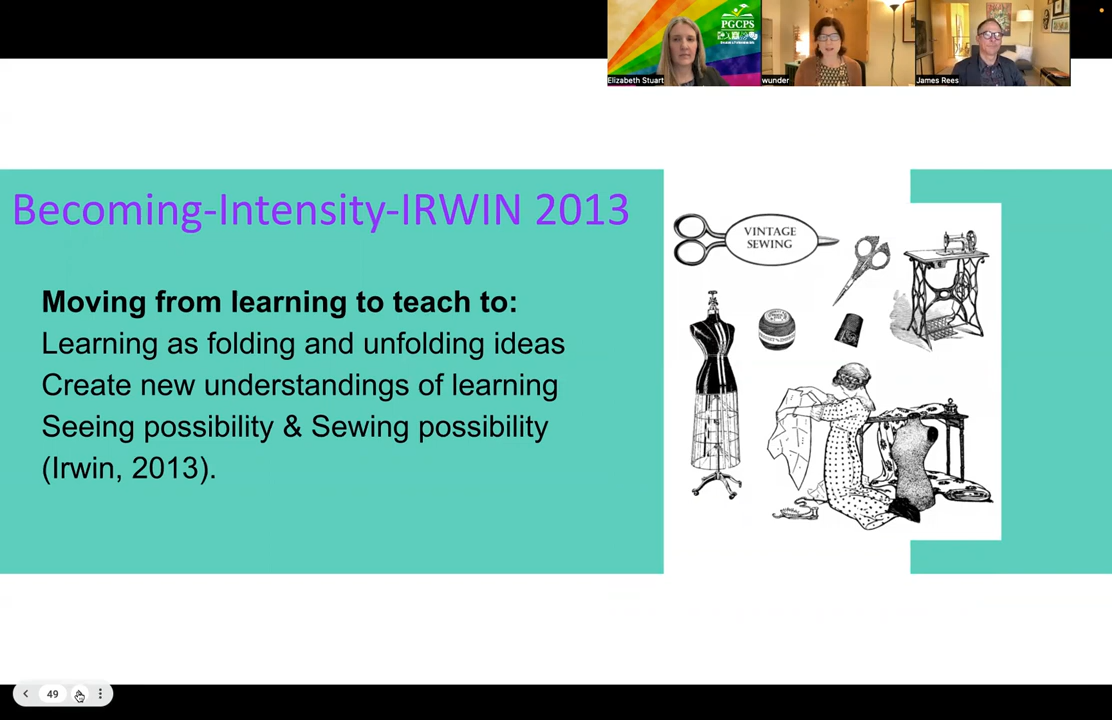 PGCPS
Elizabeth Stuart
wunder
James Rees
Becoming-Intensity-IRWIN 2013
Moving from learning to teach to:
Learning as folding and unfolding ideas
Create new understandings of learning
Seeing possibility & Sewing possibility
(Irwin, 2013).
VINTAGE
SEWING
49